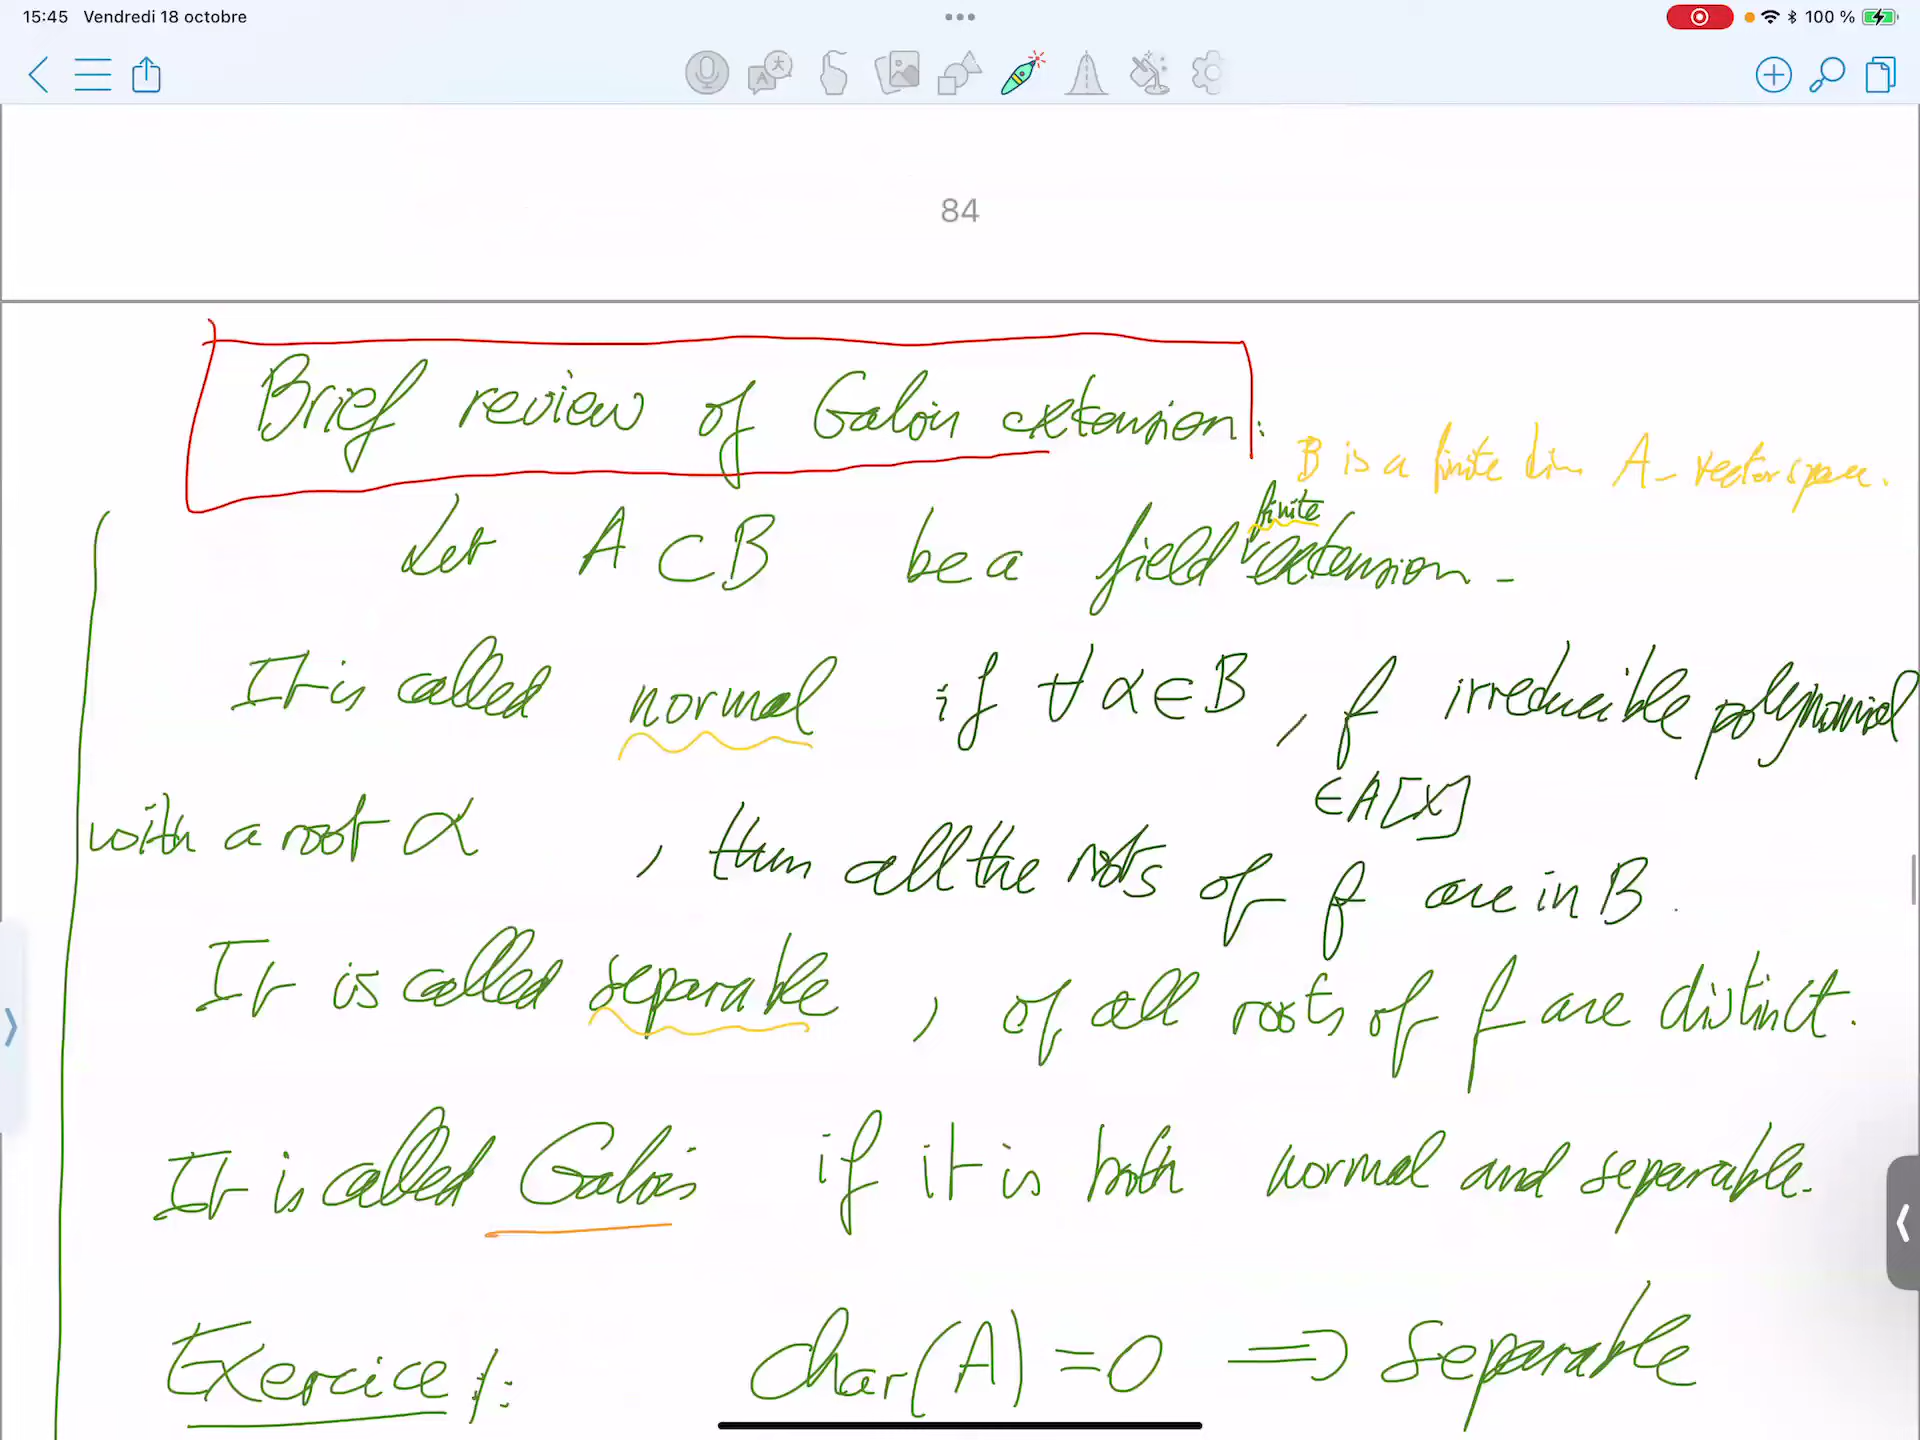 15:45 Vendredi 18 octobre
100 %
84
Brief review of Galois extension:
B is a finite dim A-vector space.
finite
Let A ⊂ B be a field extension.
It is called normal if ∀ α ∈ B, f irreducible polynomial
∈ A[X]
with a root α, then all the roots of f are in B.
It is called separable, of all roots of f are distinct.
It is called Galois if it is both normal and separable.
Exercice: char(A) = 0 ⟹ separable